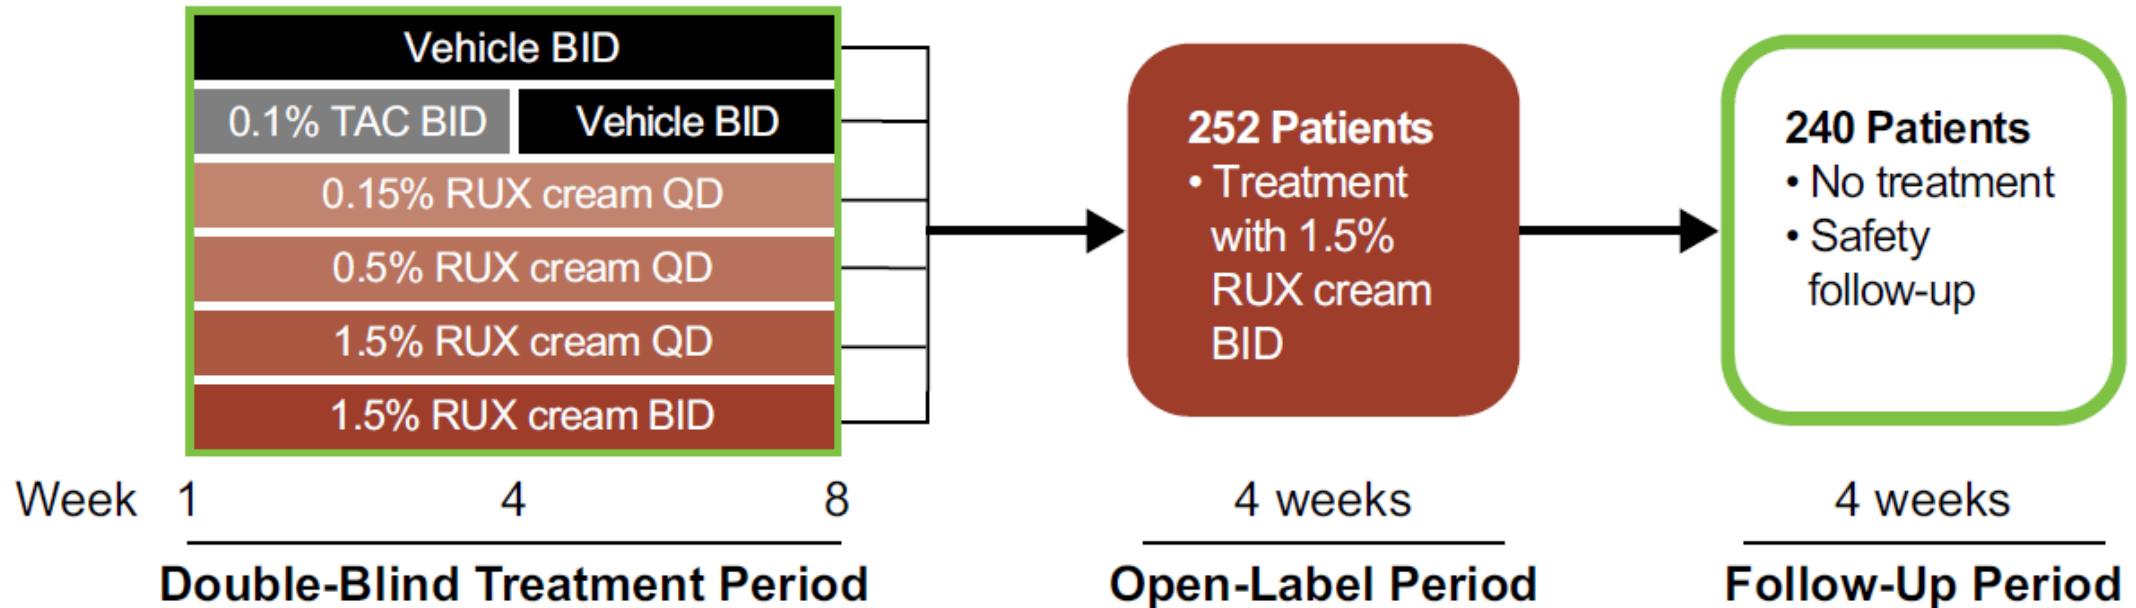 Vehicle BID
0.1% TAC BID
Vehicle BID
0.15% RUX cream QD
0.5% RUX cream QD
1.5% RUX cream QD
1.5% RUX cream BID
Week 1 4 8
Double-Blind Treatment Period
252 Patients
• Treatment
with 1.5%
RUX cream
BID
4 weeks
Open-Label Period
240 Patients
• No treatment
• Safety
follow-up
4 weeks
Follow-Up Period